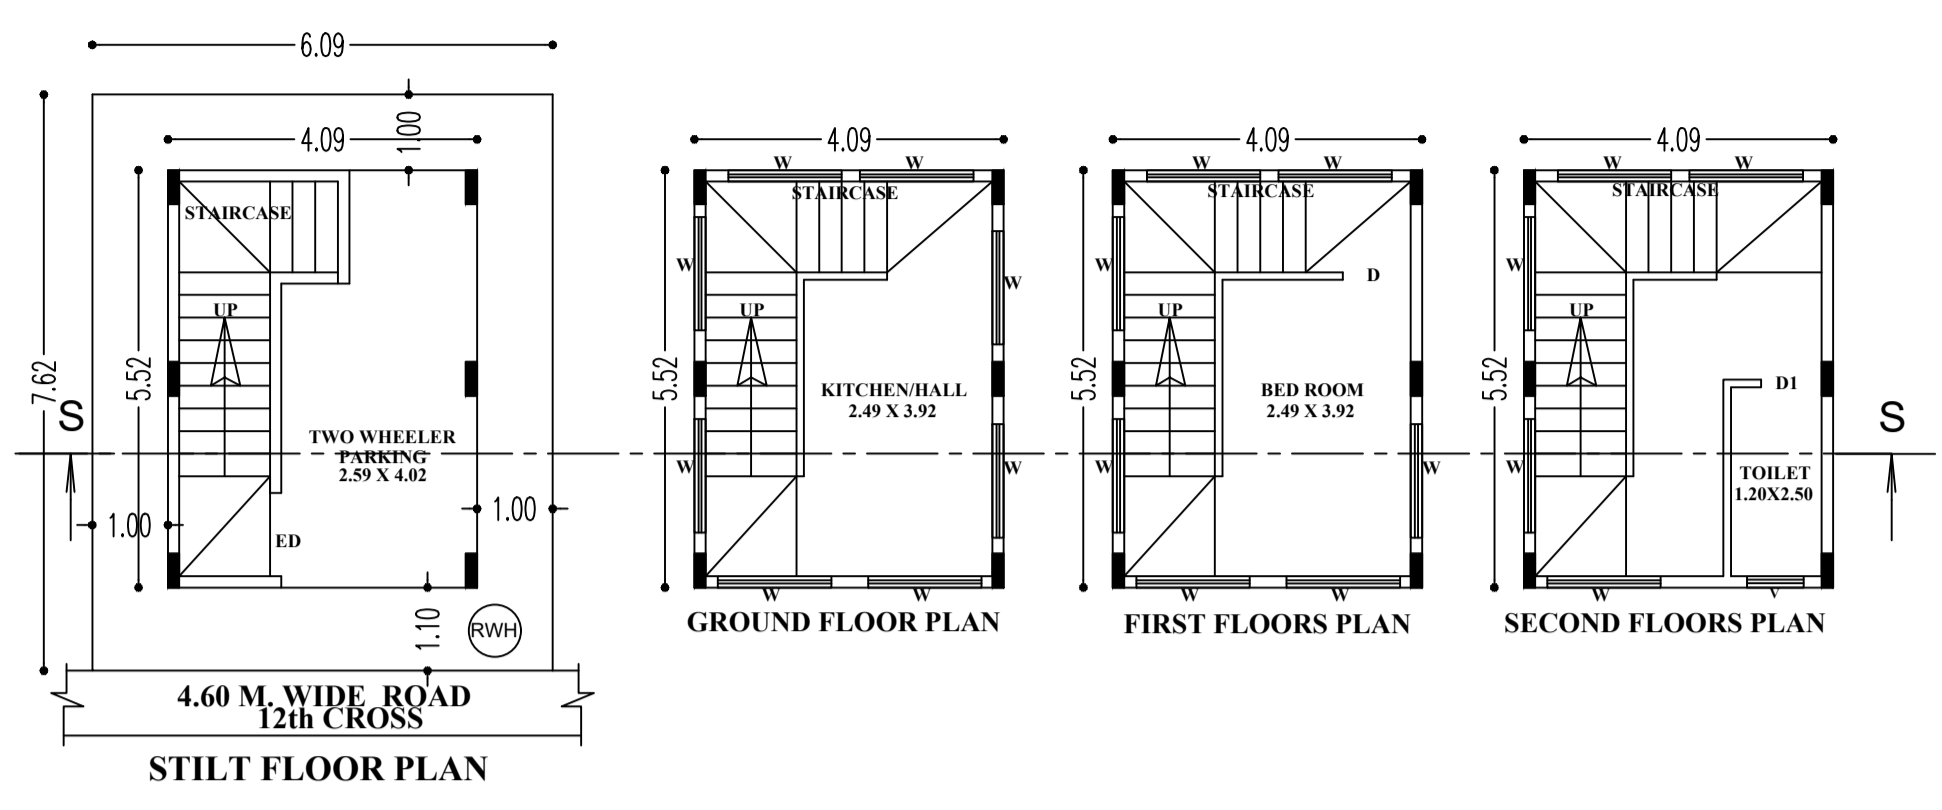 6.09
1.00
4.09
STAIRCASE
UP
7.62
5.52
S
TWO WHEELER
PARKING
2.59 X 4.02
1.00
1.00
ED
1.10
RWH
4.60 M. WIDE ROAD
12th CROSS
STILT FLOOR PLAN
4.09
W
W
STAIRCASE
W
W
UP
5.52
KITCHEN/HALL
2.49 X 3.92
W
W
W
W
GROUND FLOOR PLAN
4.09
W
W
STAIRCASE
W
D
UP
5.52
BED ROOM
2.49 X 3.92
W
W
W
W
FIRST FLOORS PLAN
4.09
W
W
STAIRCASE
W
UP
5.52
D1
S
W
TOILET
1.20X2.50
W
V
SECOND FLOORS PLAN